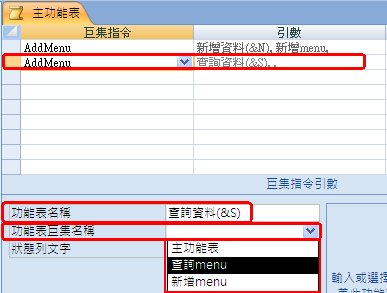 主功能表
巨集指令 引數
AddMenu 新增資料(&N), 新增menu,
AddMenu 查詢資料(&S), ,
巨集指令引數
功能表名稱 查詢資料(&S)
功能表巨集名稱
狀態列文字 主功能表
查詢menu
新增menu
輸入或選擇